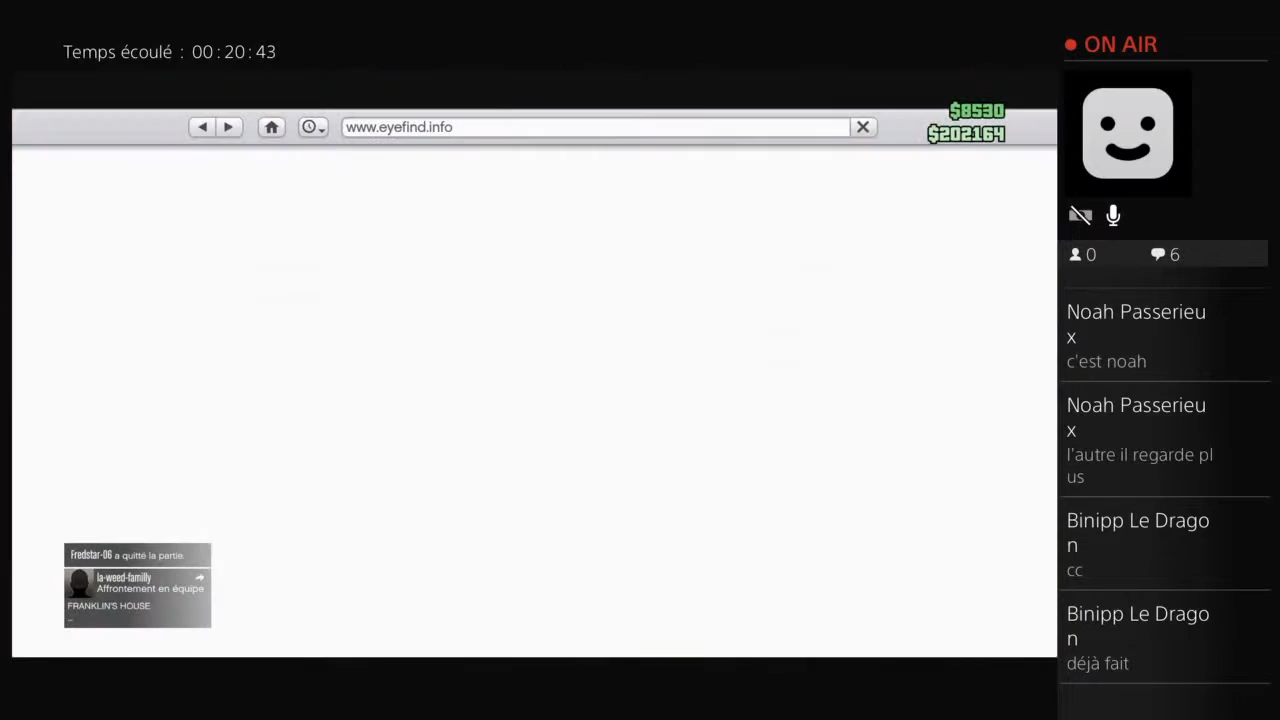 Temps écoulé : 00:20:43
ON AIR
www.eyefind.info
$8530
$202164
0
6
Noah Passerieu
x
c'est noah
Noah Passerieu
x
l'autre il regarde pl
us
Binipp Le Drago
n
cc
Binipp Le Drago
n
déjà fait
Fredstar-06 a quitté la partie.
la-weed-familly
Affrontement en équipe
FRANKLIN'S HOUSE
...